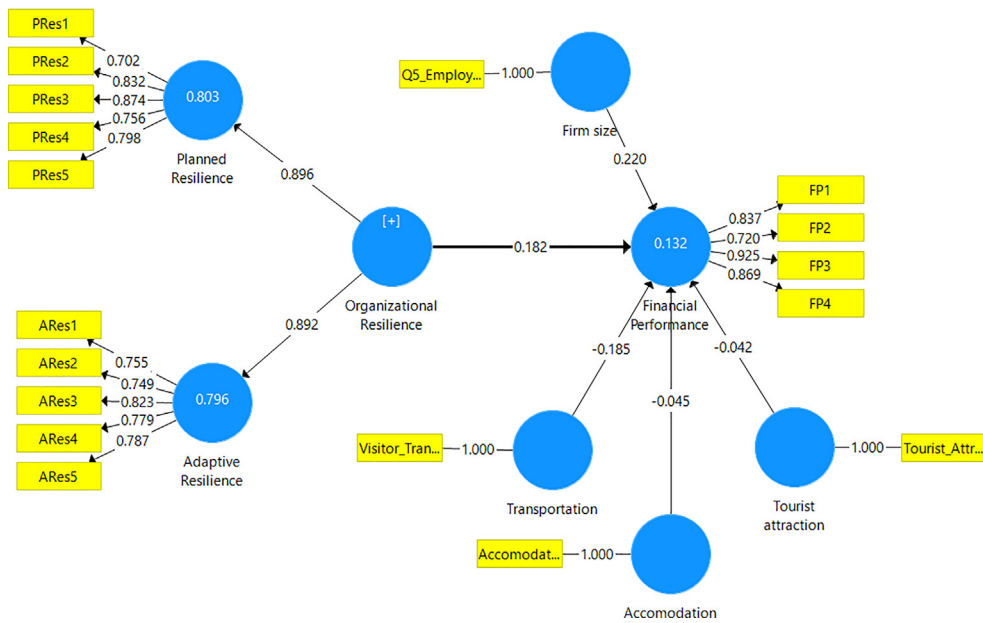 PRes1
PRes2
PRes3
PRes4
PRes5
0.702
0.832
0.874
0.756
0.798
0.803
Planned
Resilience
0.896
ARes1
ARes2
ARes3
ARes4
ARes5
0.755
0.749
0.823
0.779
0.787
0.796
Adaptive
Resilience
0.892
[+]
Organizational
Resilience
0.182
Q5_Employ...
1.000
Firm size
0.220
0.132
Financial
Performance
0.837
0.720
0.925
0.869
FP1
FP2
FP3
FP4
-0.185
-0.045
-0.042
Visitor_Tran...
1.000
Transportation
Accomodat...
1.000
Accomodation
Tourist
attraction
1.000
Tourist_Attr...